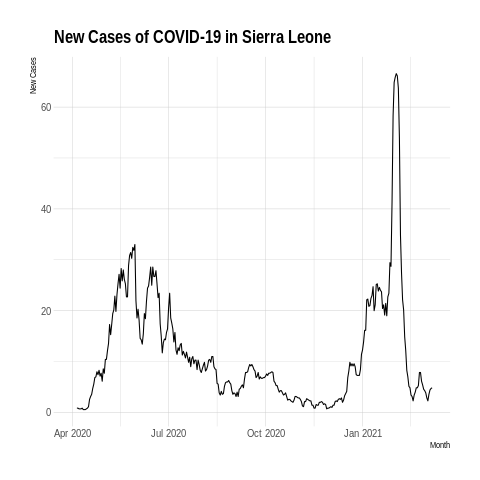 New Cases of COVID-19 in Sierra Leone
New Cases
60
40
20
0
Apr 2020 Jul 2020 Oct 2020 Jan 2021
Month